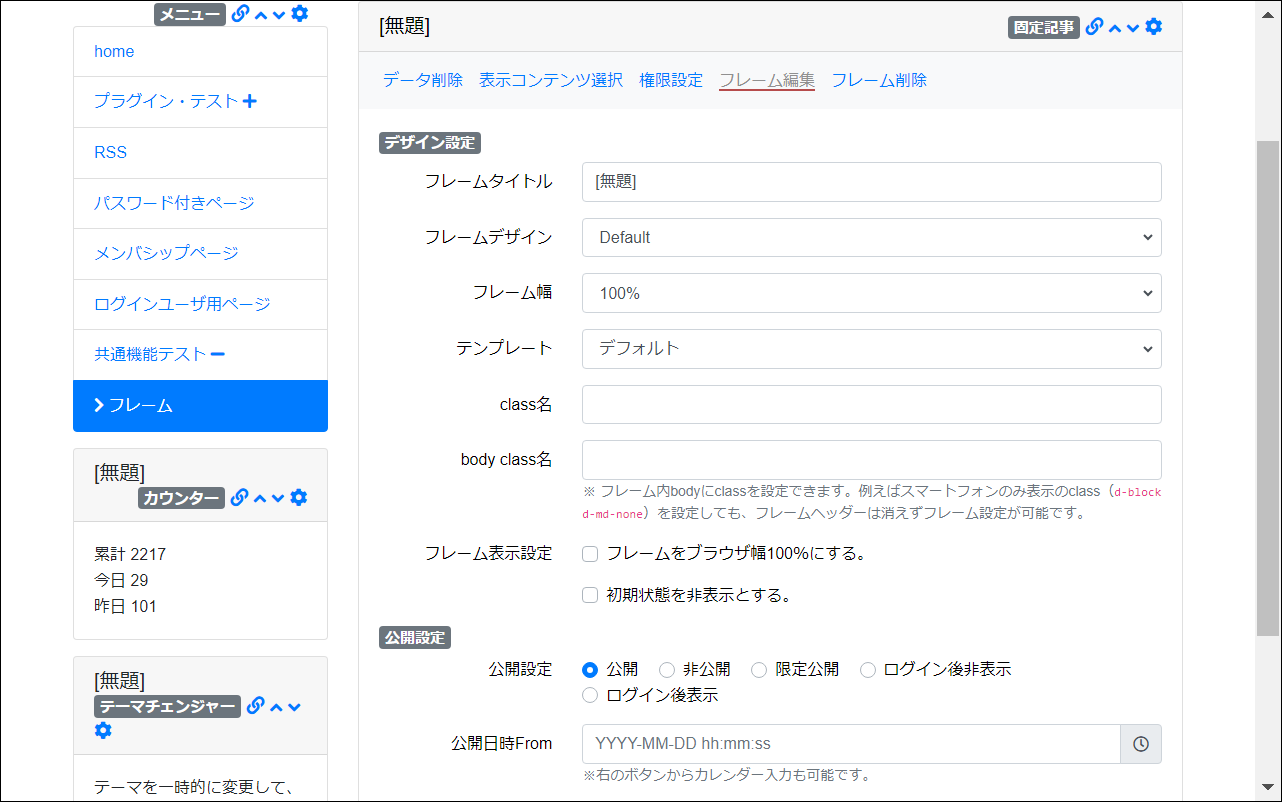 メニュー
home
プラグイン・テスト
RSS
パスワード付きページ
メンバシップページ
ログインユーザ用ページ
共通機能テスト
フレーム
[無題]
カウンター
累計 2217
今日 29
昨日 101
[無題]
テーマチェンジャー
テーマを一時的に変更して、
[無題]
固定記事
データ削除 表示コンテンツ選択 権限設定 フレーム編集 フレーム削除
デザイン設定
フレームタイトル [無題]
フレームデザイン Default
フレーム幅 100%
テンプレート デフォルト
class名
body class名
※ フレーム内bodyにclassを設定できます。例えばスマートフォンのみ表示のclass（d-block
d-md-none）を設定しても、フレームヘッダーは消えずフレーム設定が可能です。
フレーム表示設定 フレームをブラウザ幅100%にする。
初期状態を非表示とする。
公開設定
公開設定 公開 非公開 限定公開 ログイン後非表示
ログイン後表示
公開日時From YYYY-MM-DD hh:mm:ss
※右のボタンからカレンダー入力も可能です。